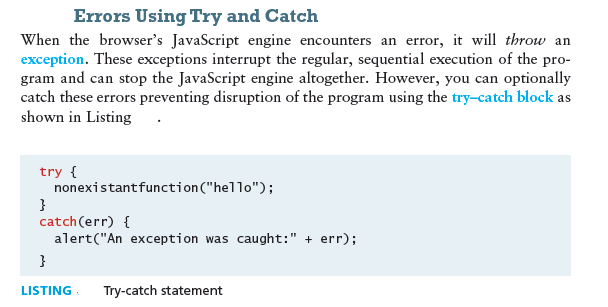 Errors Using Try and Catch
When the browser's JavaScript engine encounters an error, it will throw an
exception. These exceptions interrupt the regular, sequential execution of the pro-
gram and can stop the JavaScript engine altogether. However, you can optionally
catch these errors preventing disruption of the program using the try–catch block as
shown in Listing .
try {
nonexistantfunction("hello");
}
catch(err) {
alert("An exception was caught:" + err);
}
LISTING . Try-catch statement